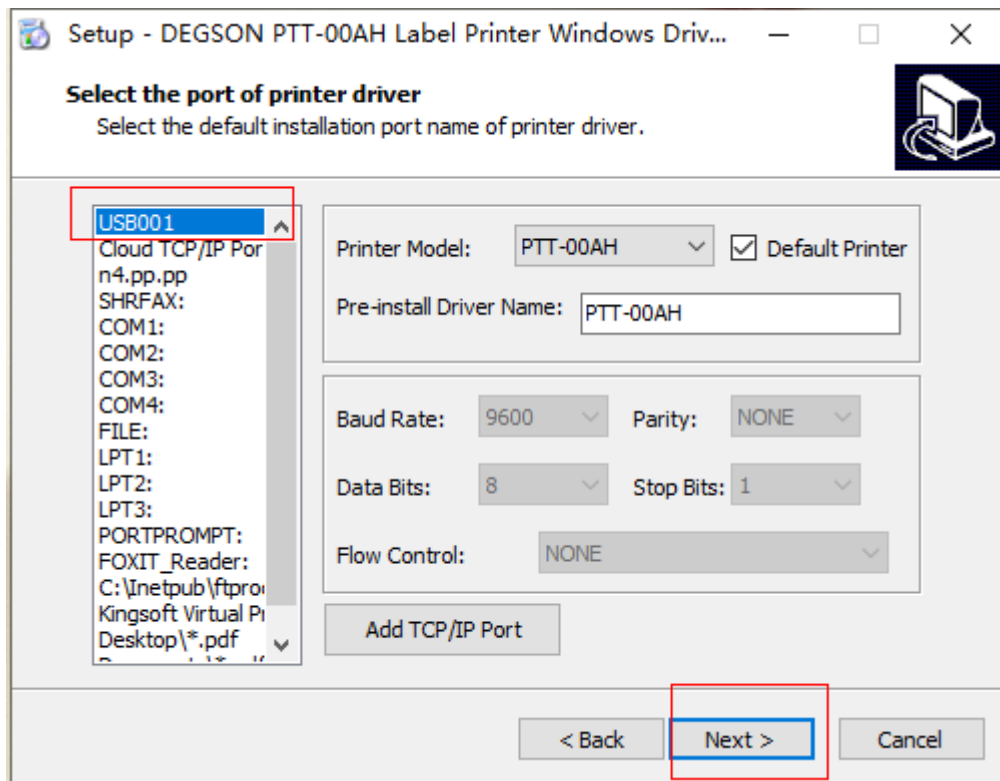 Setup - DEGSON PTT-00AH Label Printer Windows Driv...
Select the port of printer driver
Select the default installation port name of printer driver.
USB001
Cloud TCP/IP Por
n4.pp.pp
SHRFAX:
COM1:
COM2:
COM3:
COM4:
FILE:
LPT1:
LPT2:
LPT3:
PORTPROMPT:
FOXIT_Reader:
C:\Inetpub\ftproo
Kingsoft Virtual Pr
Desktop\*.pdf
Printer Model: PTT-00AH Default Printer
Pre-install Driver Name: PTT-00AH
Baud Rate: 9600 Parity: NONE
Data Bits: 8 Stop Bits: 1
Flow Control: NONE
Add TCP/IP Port
< Back Next > Cancel